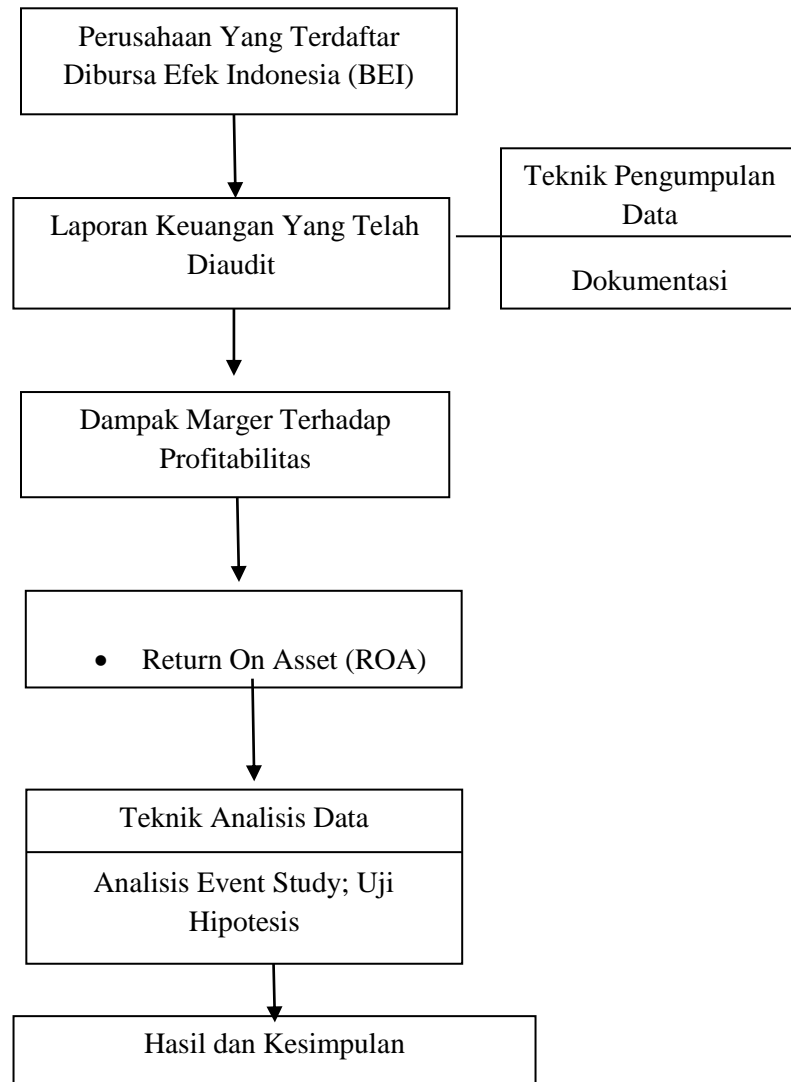 Perusahaan Yang Terdaftar
Dibursa Efek Indonesia (BEI)
Laporan Keuangan Yang Telah
Diaudit
Teknik Pengumpulan
Data
Dokumentasi
Dampak Marger Terhadap
Profitabilitas
• Return On Asset (ROA)
Teknik Analisis Data
Analisis Event Study; Uji
Hipotesis
Hasil dan Kesimpulan